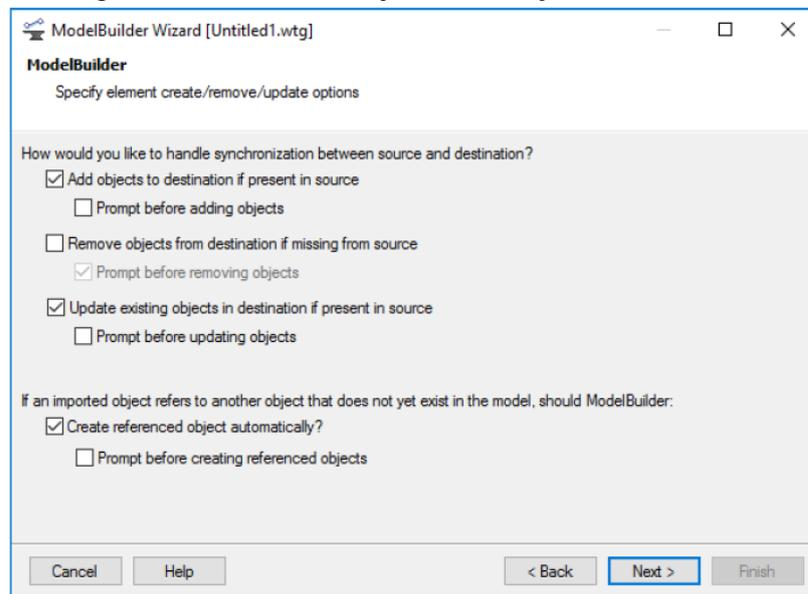 ModelBuilder Wizard [Untitled1.wtg]
ModelBuilder
Specify element create/remove/update options
How would you like to handle synchronization between source and destination?
Add objects to destination if present in source
Prompt before adding objects
Remove objects from destination if missing from source
Prompt before removing objects
Update existing objects in destination if present in source
Prompt before updating objects
If an imported object refers to another object that does not yet exist in the model, should ModelBuilder:
Create referenced object automatically?
Prompt before creating referenced objects
Cancel Help < Back Next > Finish